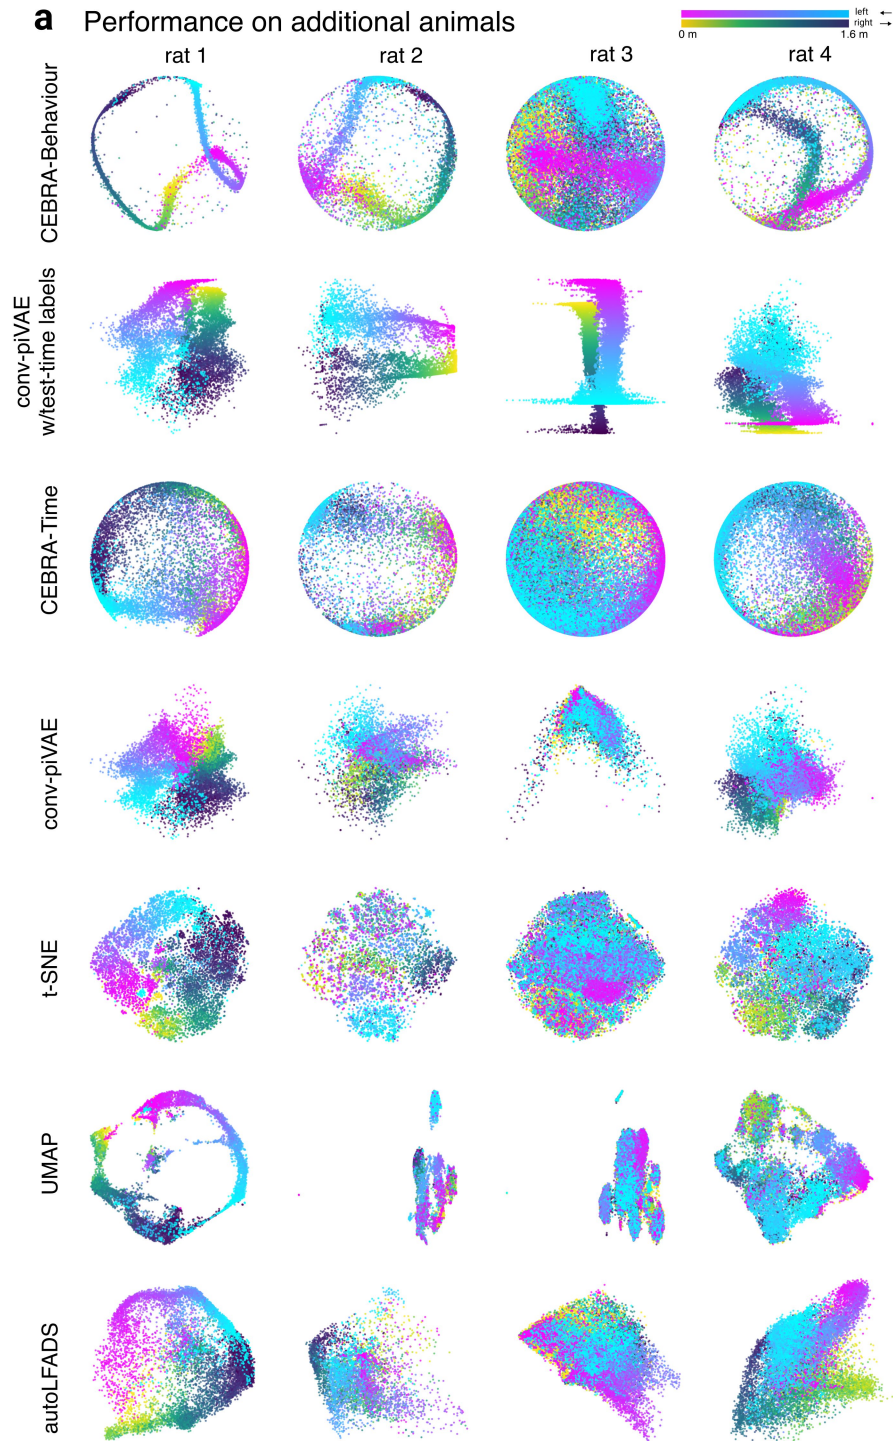 a Performance on additional animals
left ←
right →
0 m 1.6 m
rat 1 rat 2 rat 3 rat 4
CEBRA-Behaviour
conv-piVAE
w/test-time labels
CEBRA-Time
conv-piVAE
t-SNE
UMAP
autoLFADS